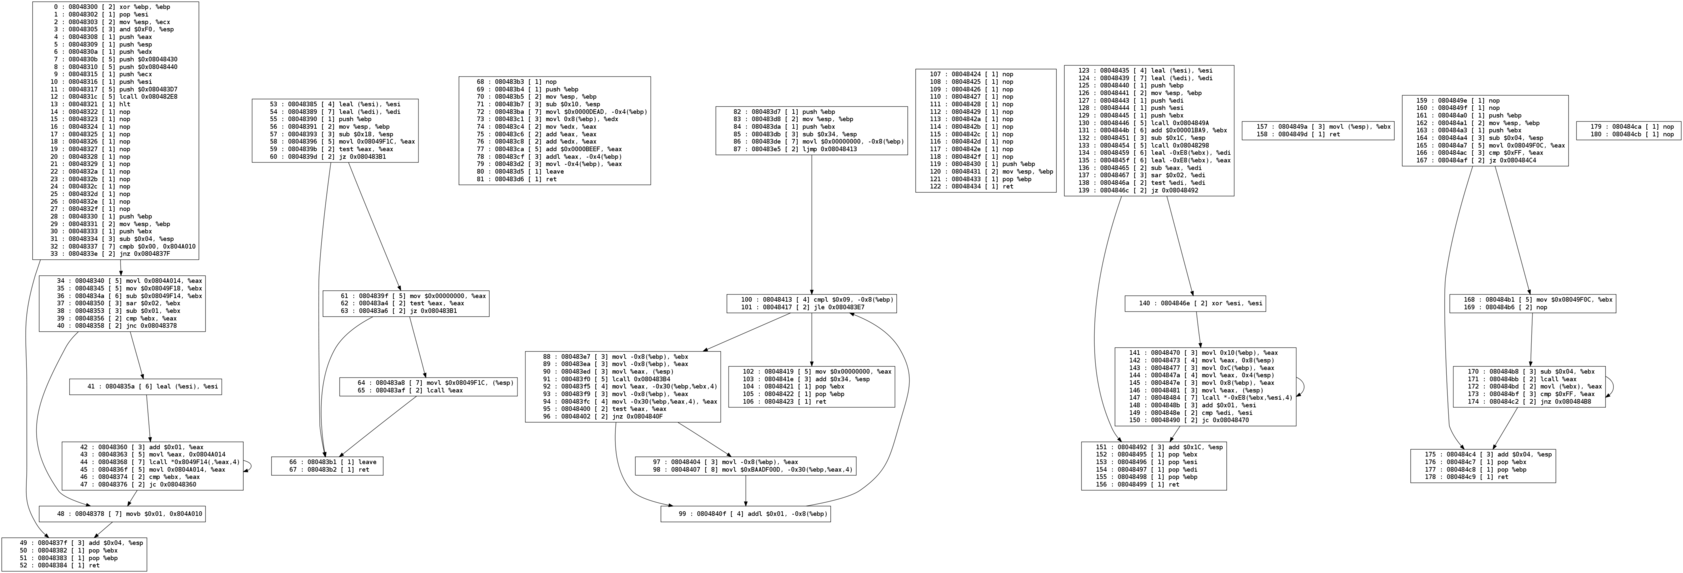 0 : 08048300 [ 2] xor %ebp, %ebp
1 : 08048302 [ 1] pop %esi
2 : 08048303 [ 2] mov %esp, %ecx
3 : 08048305 [ 3] and $0xF0, %esp
4 : 08048308 [ 1] push %eax
5 : 08048309 [ 1] push %esp
6 : 0804830a [ 1] push %edx
7 : 0804830b [ 5] push $0x08048430
8 : 08048310 [ 5] push $0x08048440
9 : 08048315 [ 1] push %ecx
10 : 08048316 [ 1] push %esi
11 : 08048317 [ 5] push $0x080483D7
12 : 0804831c [ 5] lcall 0x080482E8
13 : 08048321 [ 1] hlt
14 : 08048322 [ 1] nop
15 : 08048323 [ 1] nop
16 : 08048324 [ 1] nop
17 : 08048325 [ 1] nop
18 : 08048326 [ 1] nop
19 : 08048327 [ 1] nop
20 : 08048328 [ 1] nop
21 : 08048329 [ 1] nop
22 : 0804832a [ 1] nop
23 : 0804832b [ 1] nop
24 : 0804832c [ 1] nop
25 : 0804832d [ 1] nop
26 : 0804832e [ 1] nop
27 : 0804832f [ 1] nop
28 : 08048330 [ 1] push %ebp
29 : 08048331 [ 2] mov %esp, %ebp
30 : 08048333 [ 1] push %ebx
31 : 08048334 [ 3] sub $0x04, %esp
32 : 08048337 [ 7] cmpb $0x00, 0x804A010
33 : 0804833e [ 2] jnz 0x0804837F
34 : 08048340 [ 5] movl 0x0804A014, %eax
35 : 08048345 [ 5] mov $0x08049F18, %ebx
36 : 0804834a [ 6] sub $0x08049F14, %ebx
37 : 08048350 [ 3] sar $0x02, %ebx
38 : 08048353 [ 3] sub $0x01, %ebx
39 : 08048356 [ 2] cmp %ebx, %eax
40 : 08048358 [ 2] jnc 0x08048378
41 : 0804835a [ 6] leal (%esi), %esi
42 : 08048360 [ 3] add $0x01, %eax
43 : 08048363 [ 5] movl %eax, 0x0804A014
44 : 08048368 [ 7] lcall *0x8049F14(,%eax,4)
45 : 0804836f [ 5] movl 0x0804A014, %eax
46 : 08048374 [ 2] cmp %ebx, %eax
47 : 08048376 [ 2] jc 0x08048360
48 : 08048378 [ 7] movb $0x01, 0x804A010
49 : 0804837f [ 3] add $0x04, %esp
50 : 08048382 [ 1] pop %ebx
51 : 08048383 [ 1] pop %ebp
52 : 08048384 [ 1] ret
53 : 08048385 [ 4] leal (%esi), %esi
54 : 08048389 [ 7] leal (%edi), %edi
55 : 08048390 [ 1] push %ebp
56 : 08048391 [ 2] mov %esp, %ebp
57 : 08048393 [ 3] sub $0x18, %esp
58 : 08048396 [ 5] movl 0x08049F1C, %eax
59 : 0804839b [ 2] test %eax, %eax
60 : 0804839d [ 2] jz 0x080483B1
61 : 0804839f [ 5] mov $0x00000000, %eax
62 : 080483a4 [ 2] test %eax, %eax
63 : 080483a6 [ 2] jz 0x080483B1
64 : 080483a8 [ 7] movl $0x08049F1C, (%esp)
65 : 080483af [ 2] lcall %eax
66 : 080483b1 [ 1] leave
67 : 080483b2 [ 1] ret
68 : 080483b3 [ 1] nop
69 : 080483b4 [ 1] push %ebp
70 : 080483b5 [ 2] mov %esp, %ebp
71 : 080483b7 [ 3] sub $0x10, %esp
72 : 080483ba [ 7] movl $0x0000DEAD, -0x4(%ebp)
73 : 080483c1 [ 3] movl 0x8(%ebp), %edx
74 : 080483c4 [ 2] mov %edx, %eax
75 : 080483c6 [ 2] add %eax, %eax
76 : 080483c8 [ 2] add %edx, %eax
77 : 080483ca [ 5] add $0x0000BEEF, %eax
78 : 080483cf [ 3] addl %eax, -0x4(%ebp)
79 : 080483d2 [ 3] movl -0x4(%ebp), %eax
80 : 080483d5 [ 1] leave
81 : 080483d6 [ 1] ret
82 : 080483d7 [ 1] push %ebp
83 : 080483d8 [ 2] mov %esp, %ebp
84 : 080483da [ 1] push %ebx
85 : 080483db [ 3] sub $0x34, %esp
86 : 080483de [ 7] movl $0x00000000, -0x8(%ebp)
87 : 080483e5 [ 2] ljmp 0x08048413
100 : 08048413 [ 4] cmpl $0x09, -0x8(%ebp)
101 : 08048417 [ 2] jle 0x080483E7
88 : 080483e7 [ 3] movl -0x8(%ebp), %ebx
89 : 080483ea [ 3] movl -0x8(%ebp), %eax
90 : 080483ed [ 3] movl %eax, (%esp)
91 : 080483f0 [ 5] lcall 0x080483B4
92 : 080483f5 [ 4] movl %eax, -0x30(%ebp,%ebx,4)
93 : 080483f9 [ 3] movl -0x8(%ebp), %eax
94 : 080483fc [ 4] movl -0x30(%ebp,%eax,4), %eax
95 : 08048400 [ 2] test %eax, %eax
96 : 08048402 [ 2] jnz 0x0804840F
102 : 08048419 [ 5] mov $0x00000000, %eax
103 : 0804841e [ 3] add $0x34, %esp
104 : 08048421 [ 1] pop %ebx
105 : 08048422 [ 1] pop %ebp
106 : 08048423 [ 1] ret
97 : 08048404 [ 3] movl -0x8(%ebp), %eax
98 : 08048407 [ 8] movl $0xBAADF00D, -0x30(%ebp,%eax,4)
99 : 0804840f [ 4] addl $0x01, -0x8(%ebp)
107 : 08048424 [ 1] nop
108 : 08048425 [ 1] nop
109 : 08048426 [ 1] nop
110 : 08048427 [ 1] nop
111 : 08048428 [ 1] nop
112 : 08048429 [ 1] nop
113 : 0804842a [ 1] nop
114 : 0804842b [ 1] nop
115 : 0804842c [ 1] nop
116 : 0804842d [ 1] nop
117 : 0804842e [ 1] nop
118 : 0804842f [ 1] nop
119 : 08048430 [ 1] push %ebp
120 : 08048431 [ 2] mov %esp, %ebp
121 : 08048433 [ 1] pop %ebp
122 : 08048434 [ 1] ret
123 : 08048435 [ 4] leal (%esi), %esi
124 : 08048439 [ 7] leal (%edi), %edi
125 : 08048440 [ 1] push %ebp
126 : 08048441 [ 2] mov %esp, %ebp
127 : 08048443 [ 1] push %edi
128 : 08048444 [ 1] push %esi
129 : 08048445 [ 1] push %ebx
130 : 08048446 [ 5] lcall 0x0804849A
131 : 0804844b [ 6] add $0x00001BA9, %ebx
132 : 08048451 [ 3] sub $0x1C, %esp
133 : 08048454 [ 5] lcall 0x08048298
134 : 08048459 [ 6] leal -0xE8(%ebx), %edi
135 : 0804845f [ 6] leal -0xE8(%ebx), %eax
136 : 08048465 [ 2] sub %eax, %edi
137 : 08048467 [ 3] sar $0x02, %edi
138 : 0804846a [ 2] test %edi, %edi
139 : 0804846c [ 2] jz 0x08048492
140 : 0804846e [ 2] xor %esi, %esi
141 : 08048470 [ 3] movl 0x10(%ebp), %eax
142 : 08048473 [ 4] movl %eax, 0x8(%esp)
143 : 08048477 [ 3] movl 0xC(%ebp), %eax
144 : 0804847a [ 4] movl %eax, 0x4(%esp)
145 : 0804847e [ 3] movl 0x8(%ebp), %eax
146 : 08048481 [ 3] movl %eax, (%esp)
147 : 08048484 [ 7] lcall *-0xE8(%ebx,%esi,4)
148 : 0804848b [ 3] add $0x01, %esi
149 : 0804848e [ 2] cmp %edi, %esi
150 : 08048490 [ 2] jc 0x08048470
151 : 08048492 [ 3] add $0x1C, %esp
152 : 08048495 [ 1] pop %ebx
153 : 08048496 [ 1] pop %esi
154 : 08048497 [ 1] pop %edi
155 : 08048498 [ 1] pop %ebp
156 : 08048499 [ 1] ret
157 : 0804849a [ 3] movl (%esp), %ebx
158 : 0804849d [ 1] ret
159 : 0804849e [ 1] nop
160 : 0804849f [ 1] nop
161 : 080484a0 [ 1] push %ebp
162 : 080484a1 [ 2] mov %esp, %ebp
163 : 080484a3 [ 1] push %ebx
164 : 080484a4 [ 3] sub $0x04, %esp
165 : 080484a7 [ 5] movl 0x08049F0C, %eax
166 : 080484ac [ 3] cmp $0xFF, %eax
167 : 080484af [ 2] jz 0x080484C4
168 : 080484b1 [ 5] mov $0x08049F0C, %ebx
169 : 080484b6 [ 2] nop
170 : 080484b8 [ 3] sub $0x04, %ebx
171 : 080484bb [ 2] lcall %eax
172 : 080484bd [ 2] movl (%ebx), %eax
173 : 080484bf [ 3] cmp $0xFF, %eax
174 : 080484c2 [ 2] jnz 0x080484B8
175 : 080484c4 [ 3] add $0x04, %esp
176 : 080484c7 [ 1] pop %ebx
177 : 080484c8 [ 1] pop %ebp
178 : 080484c9 [ 1] ret
179 : 080484ca [ 1] nop
180 : 080484cb [ 1] nop